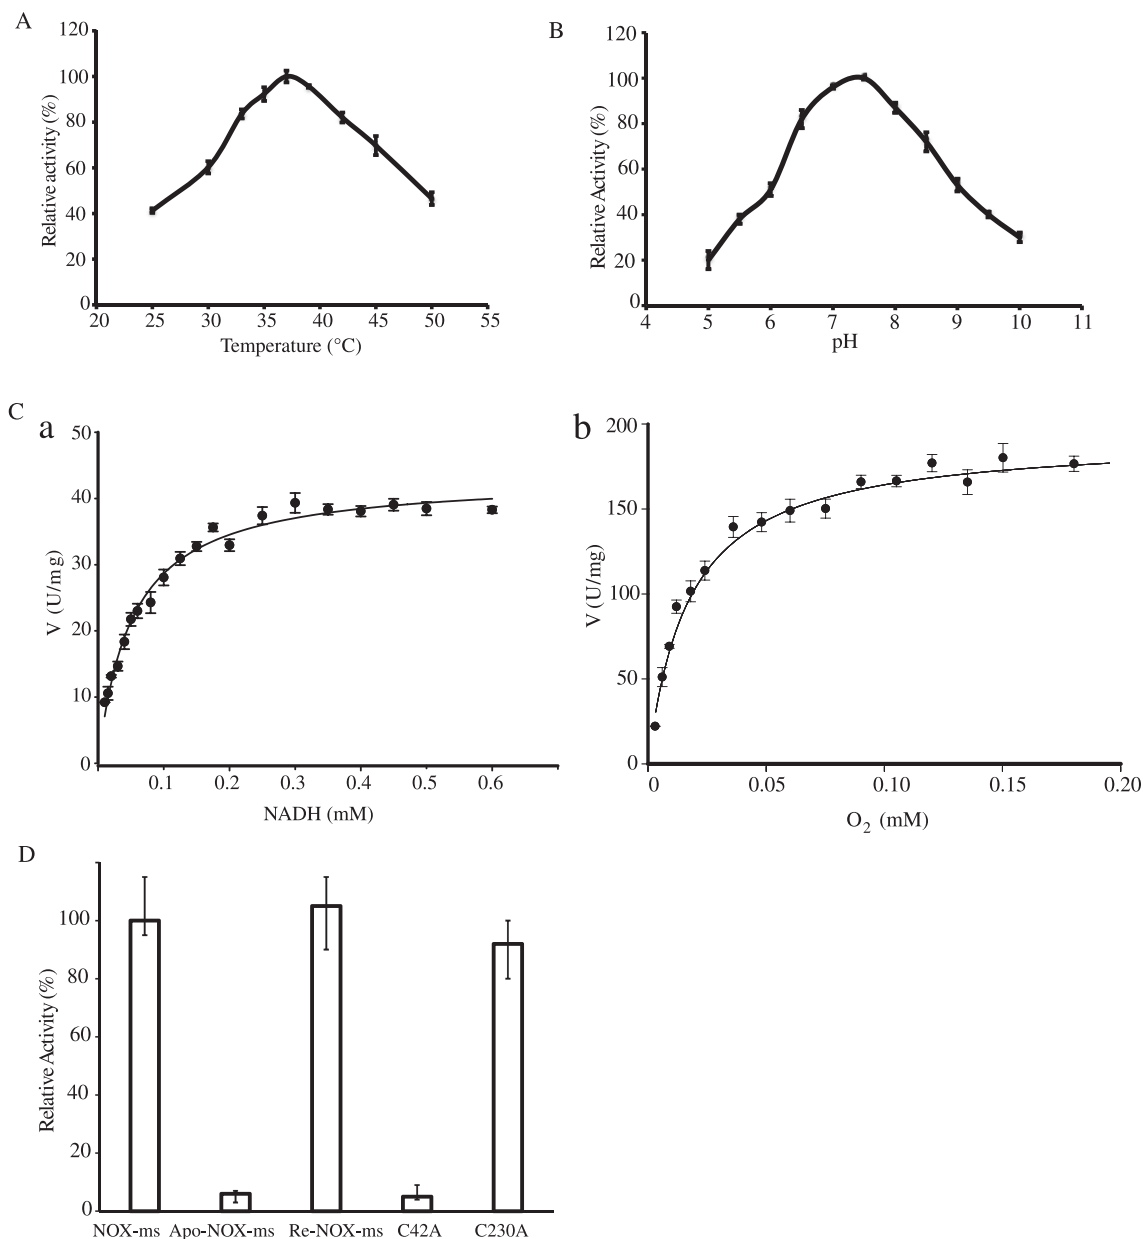 A
Relative activity (%)
120
100
80
60
40
20
0
20 25 30 35 40 45 50 55
Temperature (°C)
B
Relative Activity (%)
120
100
80
60
40
20
0
4 5 6 7 8 9 10 11
pH
C
a
V (U/mg)
50
40
30
20
10
0
0.1 0.2 0.3 0.4 0.5 0.6
NADH (mM)
b
V (U/mg)
200
150
100
50
0
0 0.05 0.10 0.15 0.20
O2 (mM)
D
Relative Activity (%)
100
80
60
40
20
0
NOX-ms Apo-NOX-ms Re-NOX-ms C42A C230A